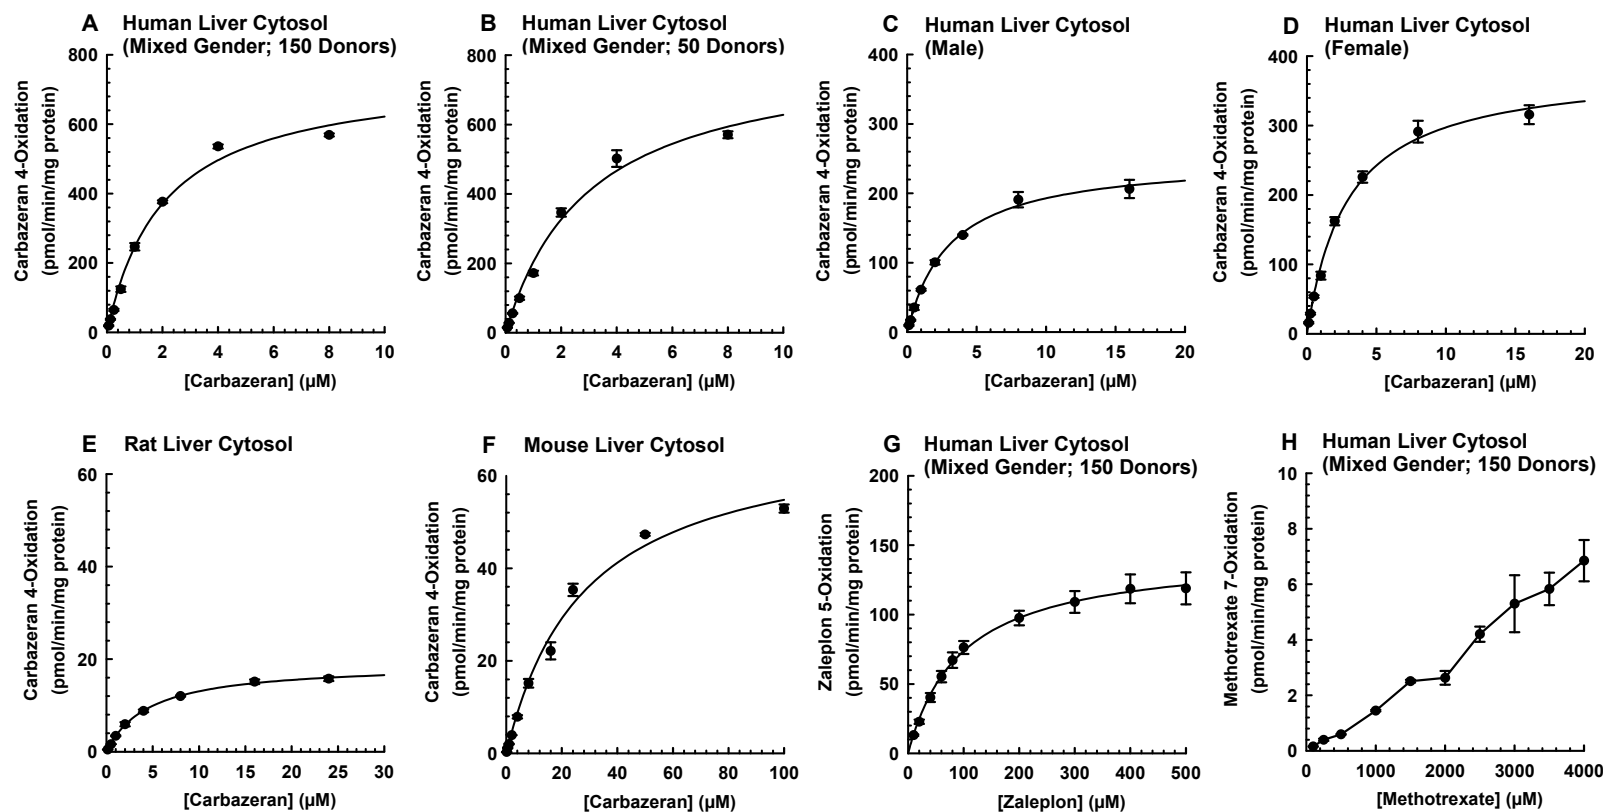 A Human Liver Cytosol
(Mixed Gender; 150 Donors)
Carbazeran 4-Oxidation
(pmol/min/mg protein)
800
600
400
200
0
0 2 4 6 8 10
[Carbazeran] (µM)
B Human Liver Cytosol
(Mixed Gender; 50 Donors)
Carbazeran 4-Oxidation
(pmol/min/mg protein)
800
600
400
200
0
0 2 4 6 8 10
[Carbazeran] (µM)
C Human Liver Cytosol
(Male)
Carbazeran 4-Oxidation
(pmol/min/mg protein)
400
300
200
100
0
0 5 10 15 20
[Carbazeran] (µM)
D Human Liver Cytosol
(Female)
Carbazeran 4-Oxidation
(pmol/min/mg protein)
400
300
200
100
0
0 5 10 15 20
[Carbazeran] (µM)
E Rat Liver Cytosol
Carbazeran 4-Oxidation
(pmol/min/mg protein)
60
40
20
0
0 5 10 15 20 25 30
[Carbazeran] (µM)
F Mouse Liver Cytosol
Carbazeran 4-Oxidation
(pmol/min/mg protein)
60
40
20
0
0 20 40 60 80 100
[Carbazeran] (µM)
G Human Liver Cytosol
(Mixed Gender; 150 Donors)
Zaleplon 5-Oxidation
(pmol/min/mg protein)
200
150
100
50
0
0 100 200 300 400 500
[Zaleplon] (µM)
H Human Liver Cytosol
(Mixed Gender; 150 Donors)
Methotrexate 7-Oxidation
(pmol/min/mg protein)
10
8
6
4
2
0
0 1000 2000 3000 4000
[Methotrexate] (µM)